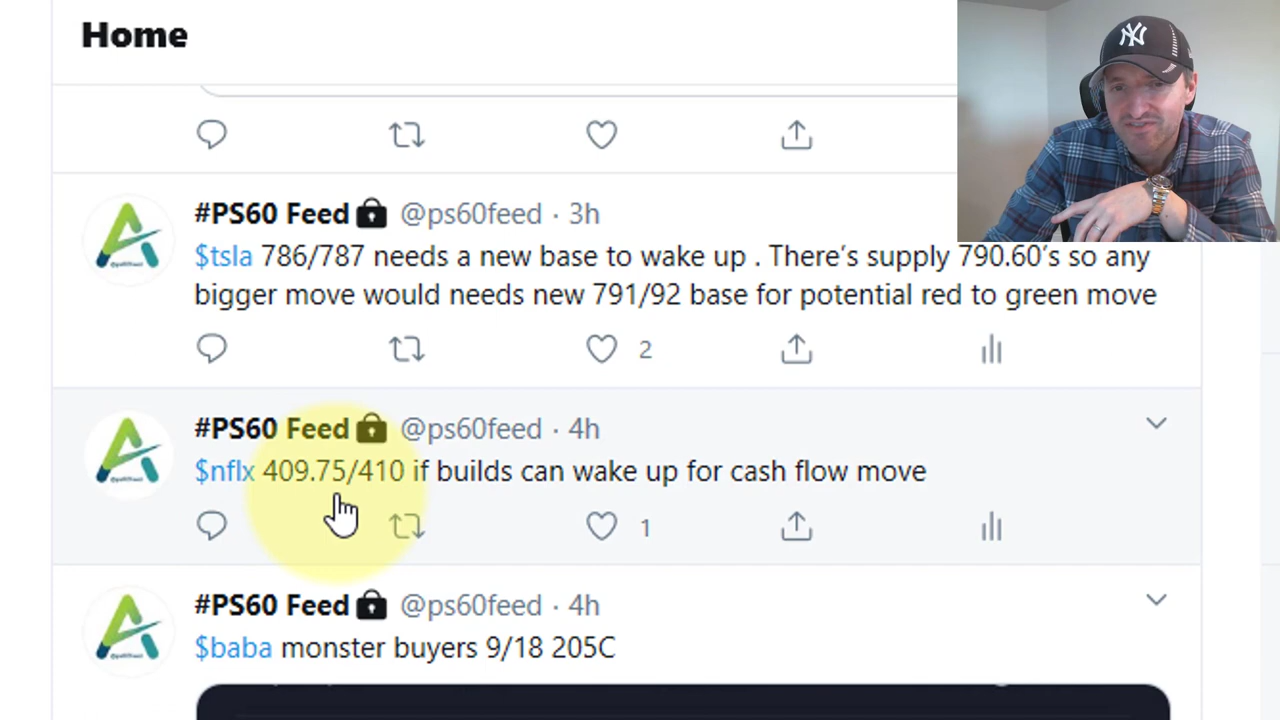 Home
#PS60 Feed @ps60feed · 3h
$tsla 786/787 needs a new base to wake up . There’s supply 790.60’s so any
bigger move would needs new 791/92 base for potential red to green move
2
#PS60 Feed @ps60feed · 4h
$nflx 409.75/410 if builds can wake up for cash flow move
1
#PS60 Feed @ps60feed · 4h
$baba monster buyers 9/18 205C
NY